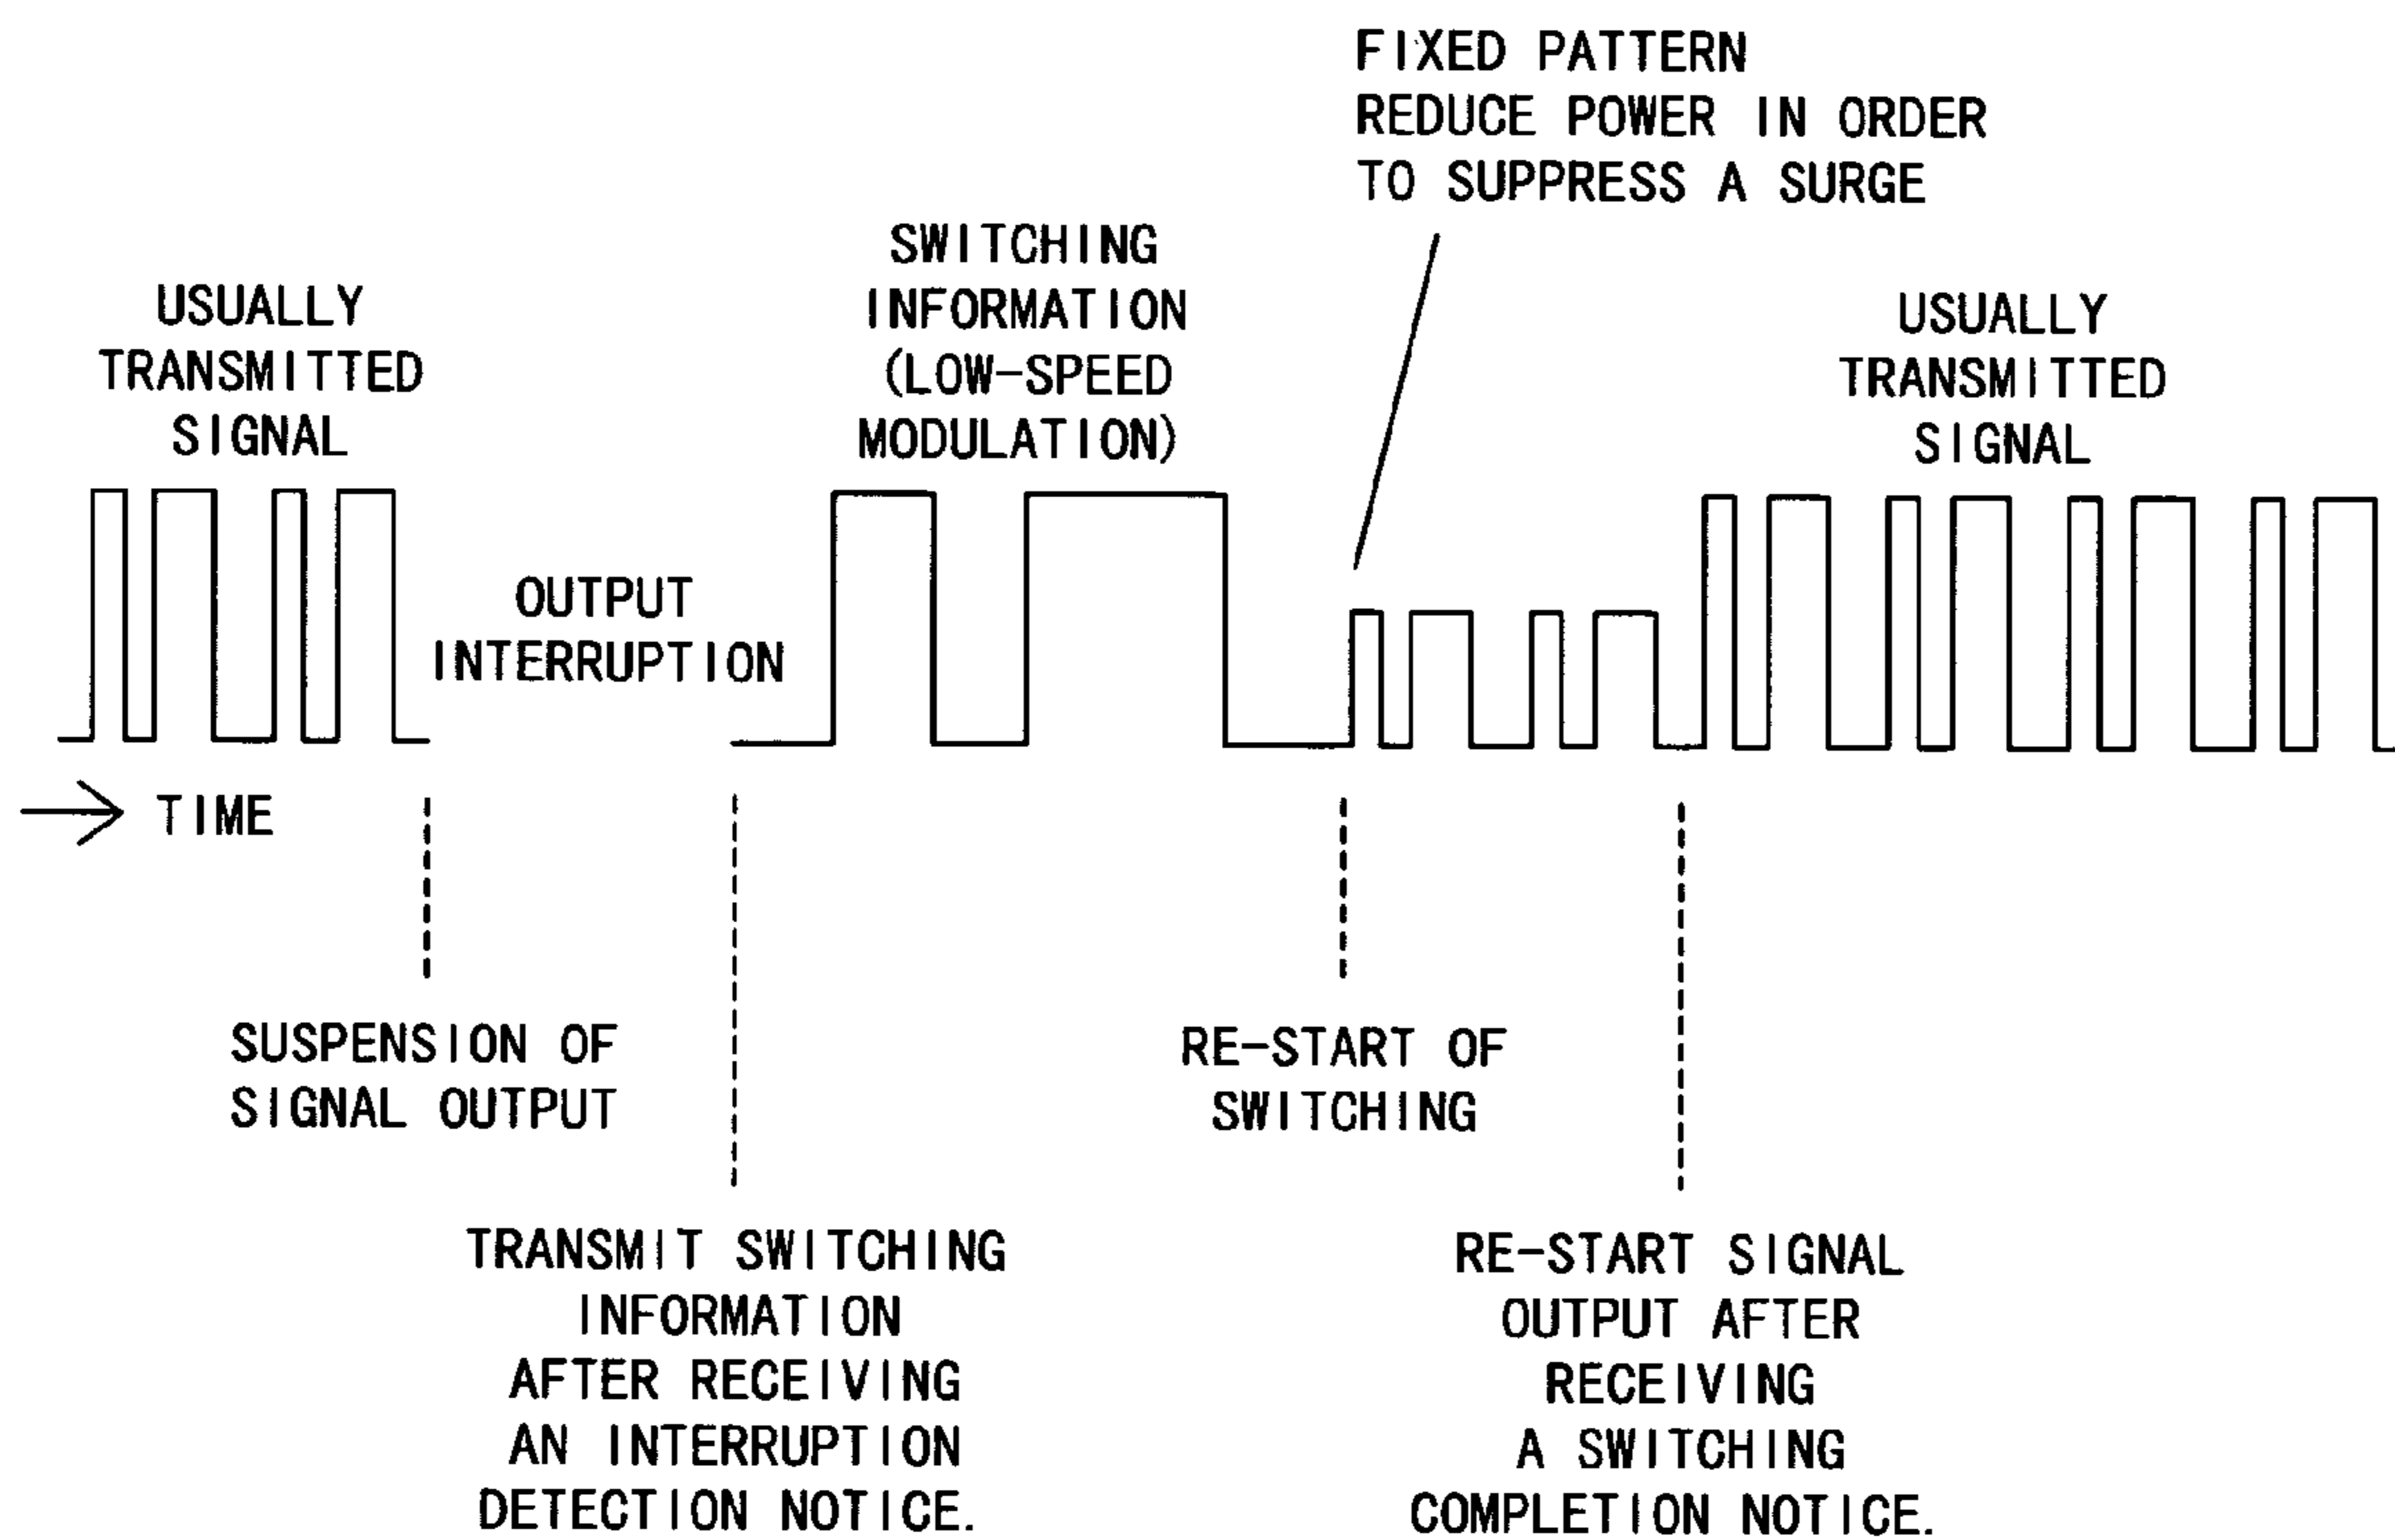 FIXED PATTERN
REDUCE POWER IN ORDER
TO SUPPRESS A SURGE
SWITCHING
INFORMATION
(LOW-SPEED
MODULATION)
USUALLY
TRANSMITTED
SIGNAL
USUALLY
TRANSMITTED
SIGNAL
OUTPUT
INTERRUPTION
TIME
SUSPENSION OF
SIGNAL OUTPUT
RE-START OF
SWITCHING
TRANSMIT SWITCHING
INFORMATION
AFTER RECEIVING
AN INTERRUPTION
DETECTION NOTICE.
RE-START SIGNAL
OUTPUT AFTER
RECEIVING
A SWITCHING
COMPLETION NOTICE.